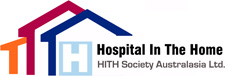 H
Hospital In The Home
HITH Society Australasia Ltd.